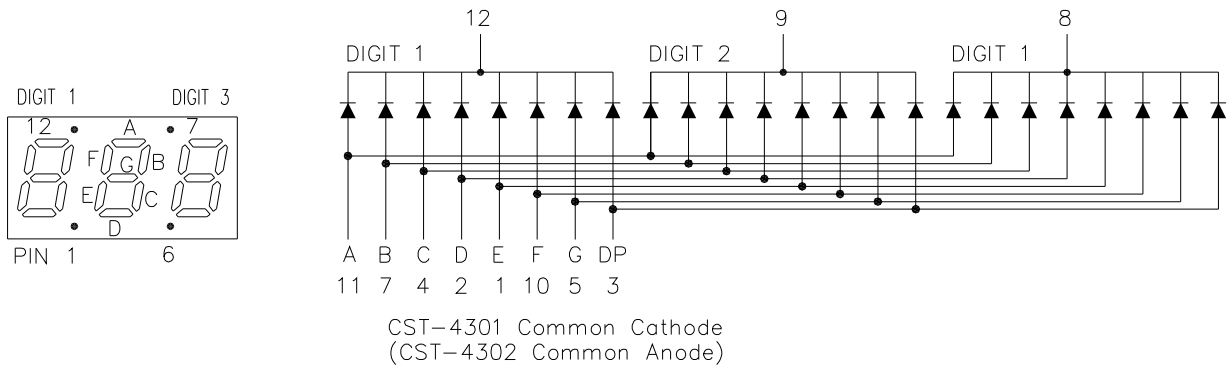 DIGIT 1 DIGIT 3
12 A 7
F G B
E C
D
PIN 1 6
12 9 8
DIGIT 1 DIGIT 2 DIGIT 1
A B C D E F G DP
11 7 4 2 1 10 5 3
CST-4301 Common Cathode
(CST-4302 Common Anode)